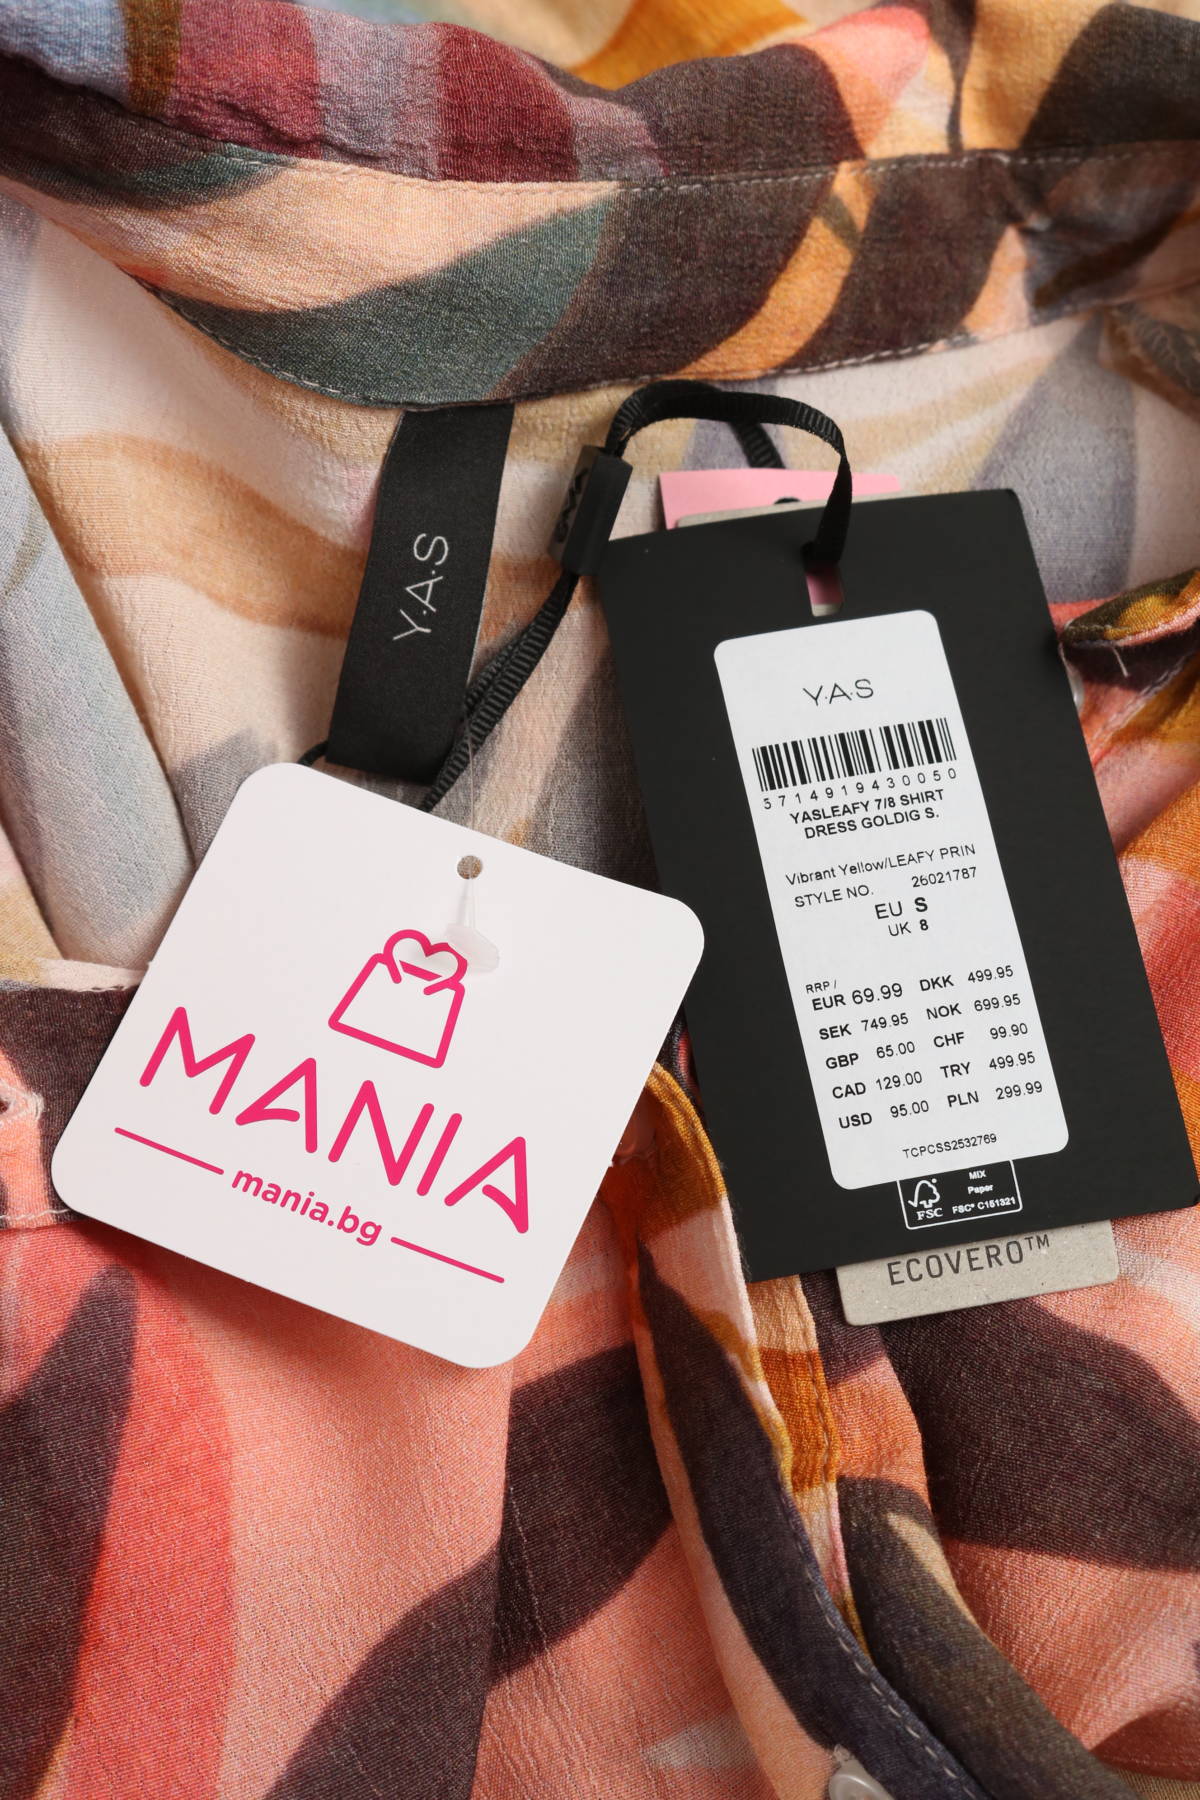 Y.A.S
Y.A.S
5714919430050
YASLEAFY 7/8 SHIRT
DRESS GOLDIG S.
Vibrant Yellow/LEAFY PRIN
STYLE NO. 26021787
EU S
UK 8
RRP /
EUR 69.99 DKK 499.95
SEK 749.95 NOK 699.95
GBP 65.00 CHF 99.90
CAD 129.00 TRY 499.95
USD 95.00 PLN 299.99
TCPCSS2532769
FSC
MIX
Paper
FSC® C151321
ECOVERO™
MANIA
mania.bg